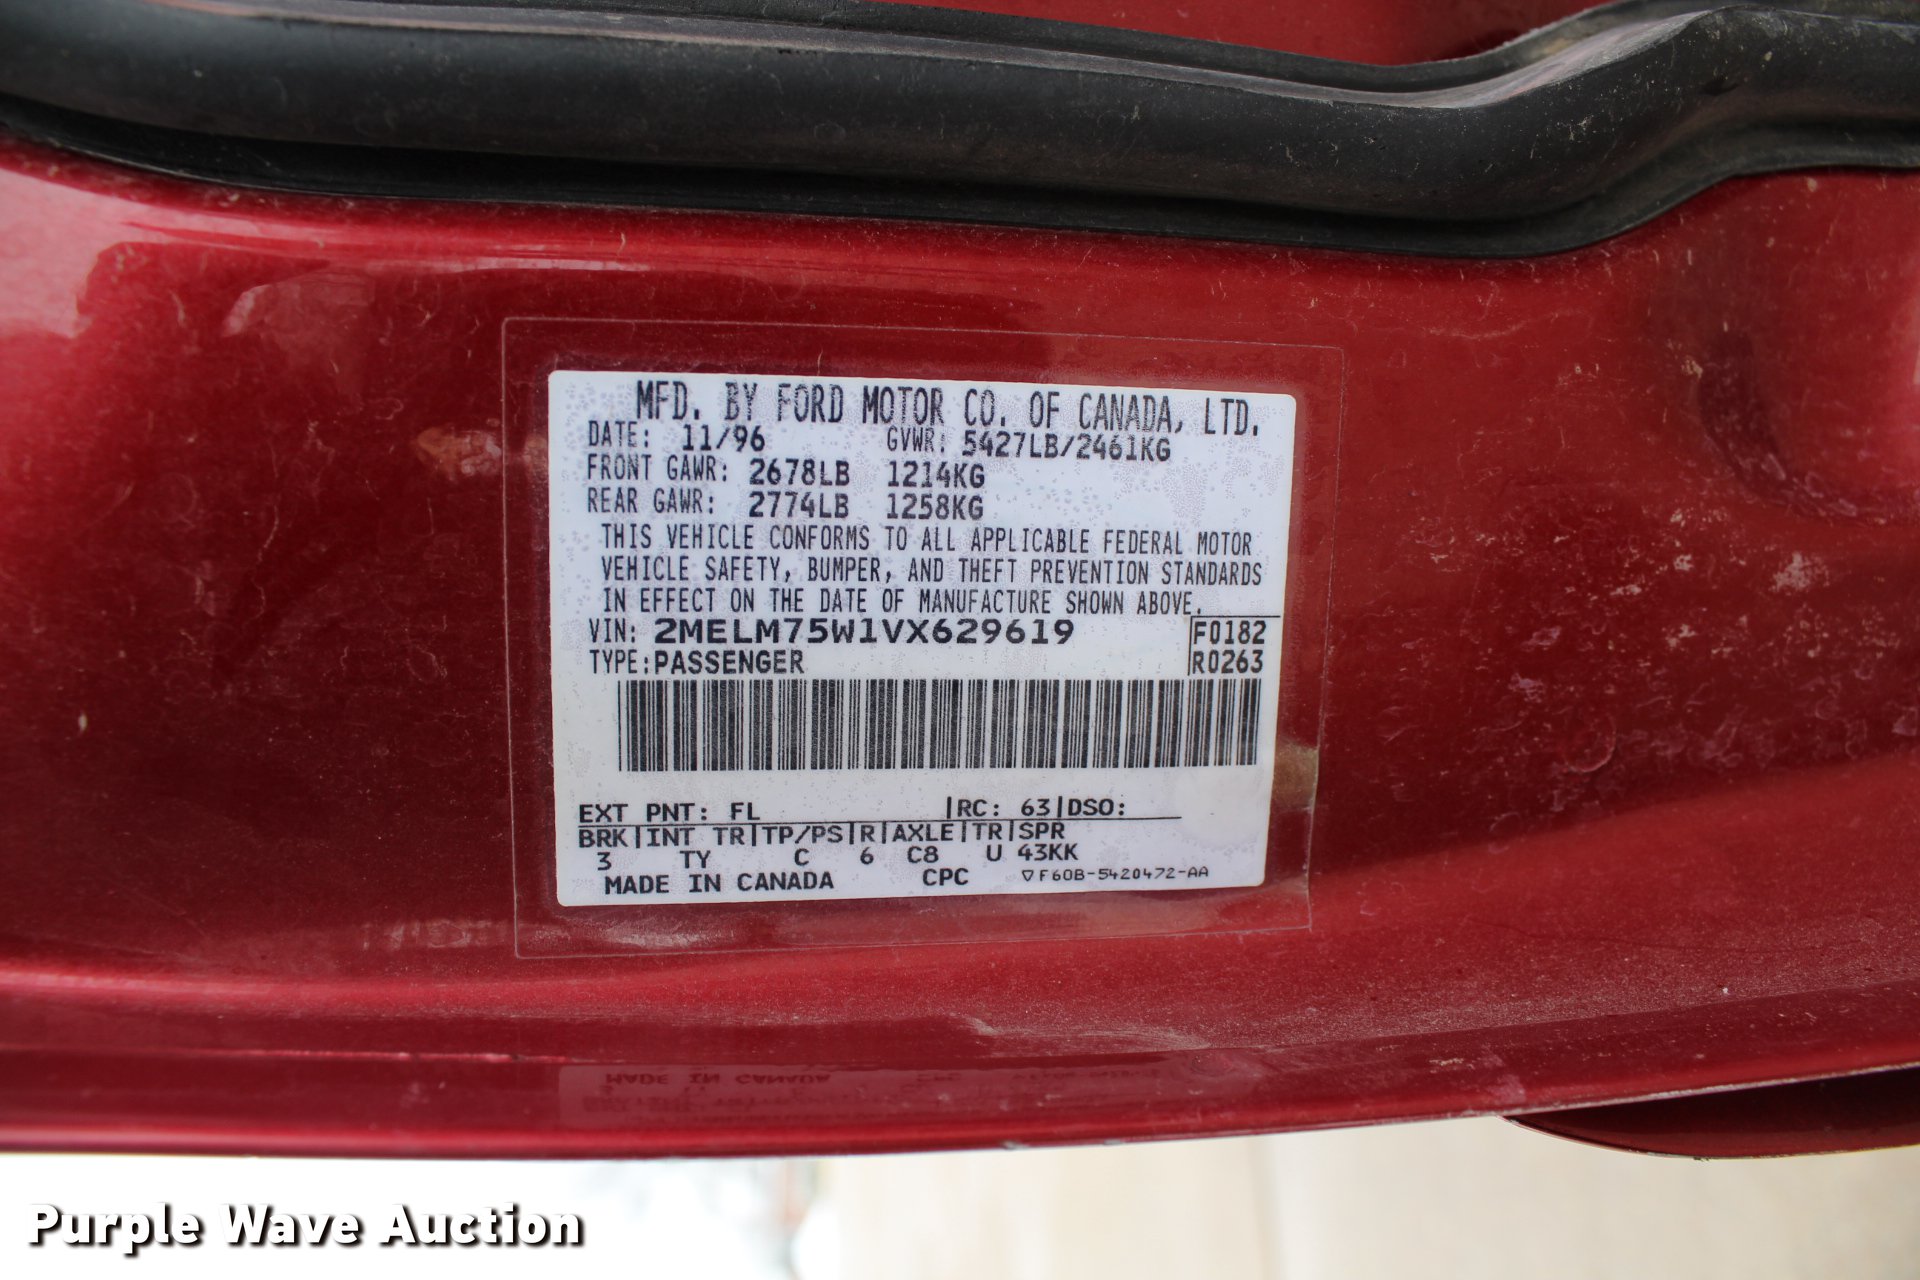 MFD. BY FORD MOTOR CO. OF CANADA, LTD.
DATE: 11/96 GVWR: 5427LB/2461KG
FRONT GAWR: 2678LB 1214KG
REAR GAWR: 2774LB 1258KG
THIS VEHICLE CONFORMS TO ALL APPLICABLE FEDERAL MOTOR
VEHICLE SAFETY, BUMPER, AND THEFT PREVENTION STANDARDS
IN EFFECT ON THE DATE OF MANUFACTURE SHOWN ABOVE.
VIN: 2MELM75W1VX629619 F0182
TYPE: PASSENGER R0263
EXT PNT: FL |RC: 63|DSO:
BRK|INT TR|TP/PS|R|AXLE|TR|SPR
3 TY C 6 C8 U 43KK
MADE IN CANADA CPC ▽F60B-5420472-AA
Purple Wave Auction